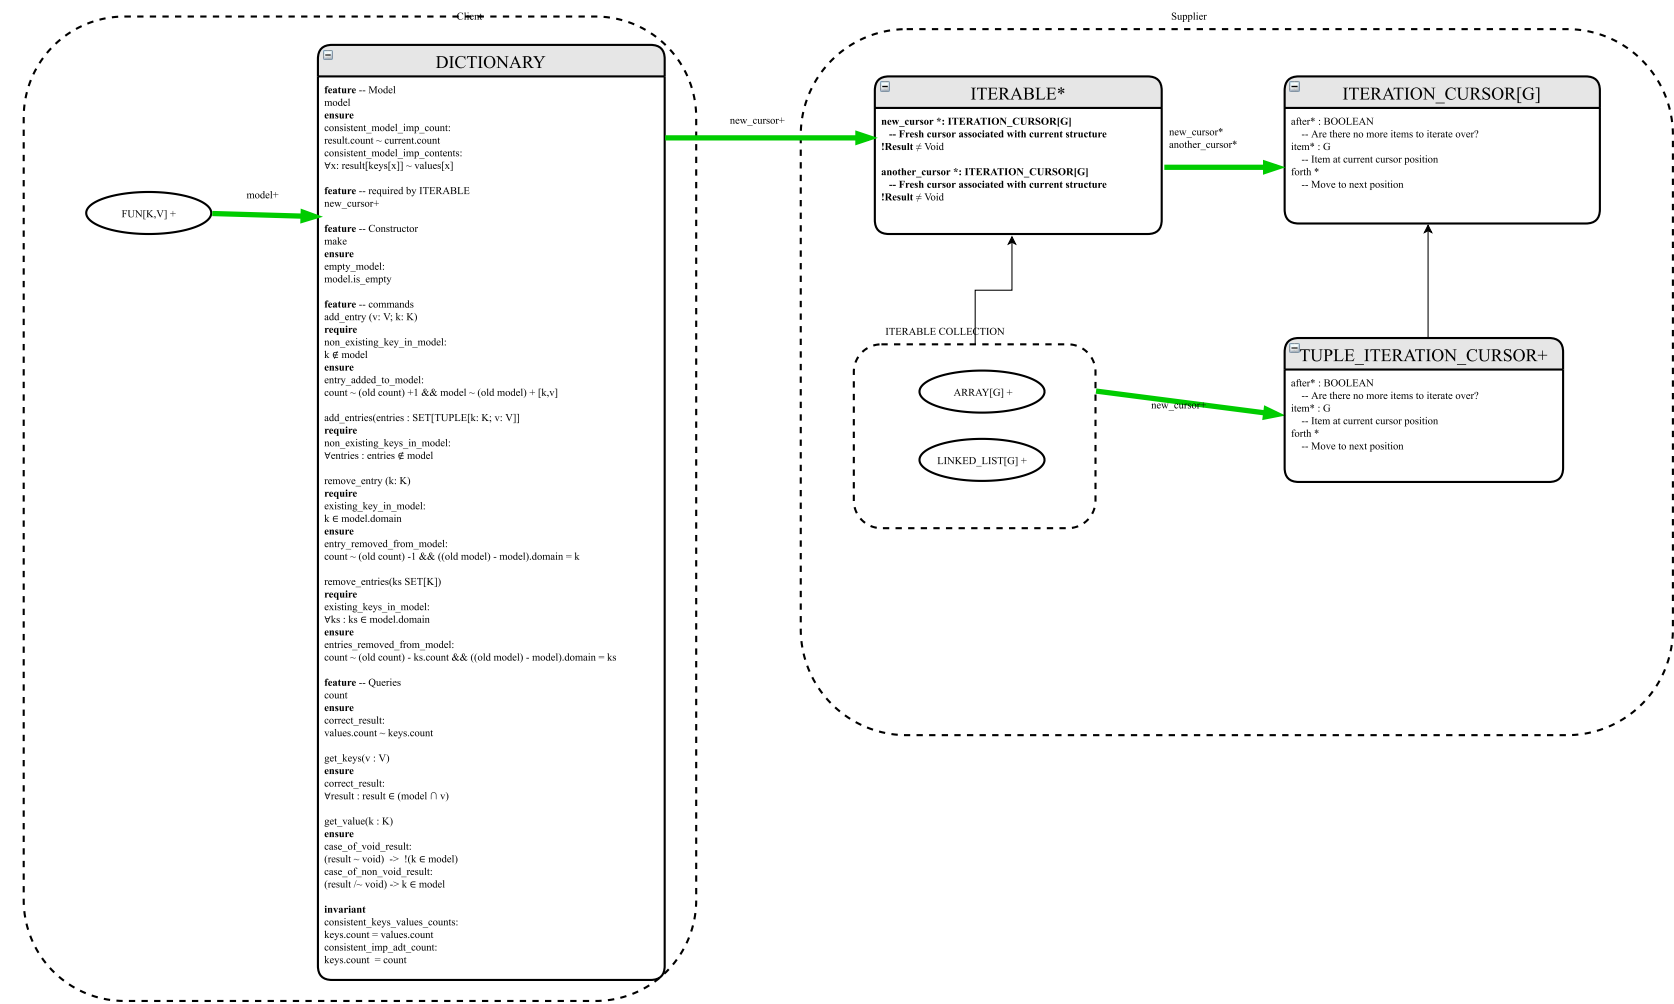 Client
DICTIONARY
feature -- Model
model
ensure
consistent_model_imp_count:
result.count ~ current.count
consistent_model_imp_contents:
∀x: result[keys[x]] ~ values[x]
feature -- required by ITERABLE
new_cursor+
feature -- Constructor
make
ensure
empty_model:
model.is_empty
feature -- commands
add_entry (v: V; k: K)
require
non_existing_key_in_model:
k ∉ model
ensure
entry_added_to_model:
count ~ (old count) +1 && model ~ (old model) + [k,v]
add_entries(entries : SET[TUPLE[k: K; v: V]]
require
non_existing_keys_in_model:
∀entries : entries ∉ model
remove_entry (k: K)
require
existing_key_in_model:
k ∈ model.domain
ensure
entry_removed_from_model:
count ~ (old count) -1 && ((old model) - model).domain = k
remove_entries(ks SET[K])
require
existing_keys_in_model:
∀ks : ks ∈ model.domain
ensure
entries_removed_from_model:
count ~ (old count) - ks.count && ((old model) - model).domain = ks
feature -- Queries
count
ensure
correct_result:
values.count ~ keys.count
get_keys(v : V)
ensure
correct_result:
∀result : result ∈ (model ∩ v)
get_value(k : K)
ensure
case_of_void_result:
(result ~ void)  ->  !(k ∈ model)
case_of_non_void_result:
(result /~ void) -> k ∈ model
invariant
consistent_keys_values_counts:
keys.count = values.count
consistent_imp_adt_count:
keys.count  = count
FUN[K,V] +
model+
new_cursor+
Supplier
ITERABLE*
new_cursor *: ITERATION_CURSOR[G]
-- Fresh cursor associated with current structure
!Result ≠ Void
another_cursor *: ITERATION_CURSOR[G]
-- Fresh cursor associated with current structure
!Result ≠ Void
new_cursor*
another_cursor*
ITERATION_CURSOR[G]
after* : BOOLEAN
-- Are there no more items to iterate over?
item* : G
-- Item at current cursor position
forth *
-- Move to next position
ITERABLE COLLECTION
ARRAY[G] +
LINKED_LIST[G] +
new_cursor+
TUPLE_ITERATION_CURSOR+
after* : BOOLEAN
-- Are there no more items to iterate over?
item* : G
-- Item at current cursor position
forth *
-- Move to next position